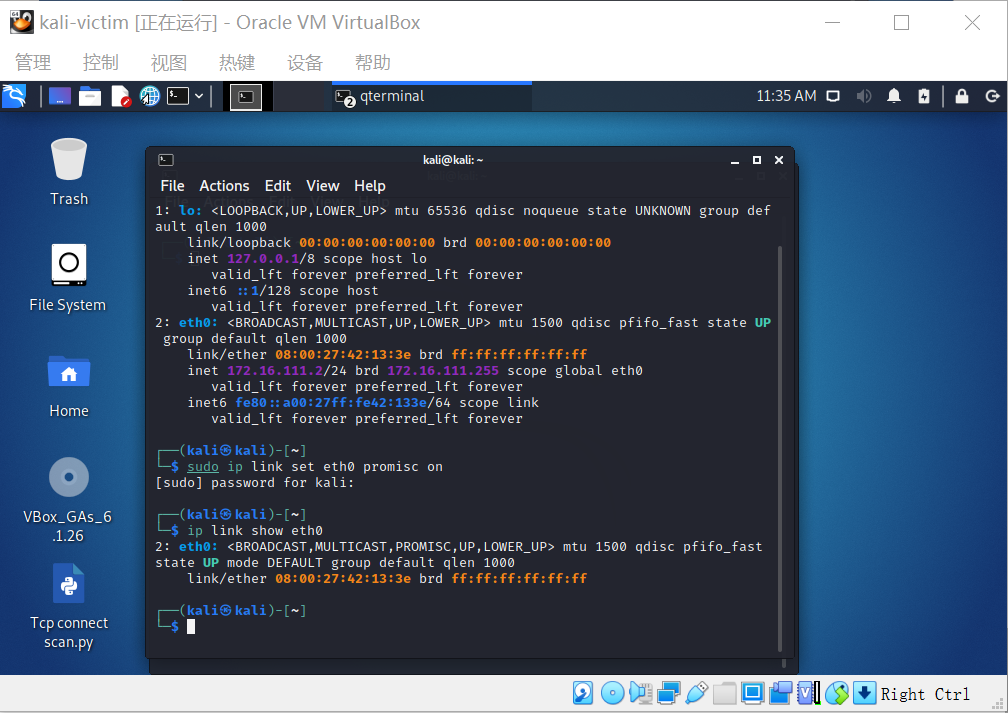 kali-victim [正在运行] - Oracle VM VirtualBox
管理 控制 视图 热键 设备 帮助
qterminal
11:35 AM
Trash
File System
Home
VBox_GAs_6
.1.26
Tcp connect
scan.py
kali@kali: ~
File Actions Edit View Help
1: lo: <LOOPBACK,UP,LOWER_UP> mtu 65536 qdisc noqueue state UNKNOWN group def
ault qlen 1000
link/loopback 00:00:00:00:00:00 brd 00:00:00:00:00:00
inet 127.0.0.1/8 scope host lo
valid_lft forever preferred_lft forever
inet6 ::1/128 scope host
valid_lft forever preferred_lft forever
2: eth0: <BROADCAST,MULTICAST,UP,LOWER_UP> mtu 1500 qdisc pfifo_fast state UP
group default qlen 1000
link/ether 08:00:27:42:13:3e brd ff:ff:ff:ff:ff:ff
inet 172.16.111.2/24 brd 172.16.111.255 scope global eth0
valid_lft forever preferred_lft forever
inet6 fe80::a00:27ff:fe42:133e/64 scope link
valid_lft forever preferred_lft forever
┌──(kali㉿kali)-[~]
└─$ sudo ip link set eth0 promisc on
[sudo] password for kali:
┌──(kali㉿kali)-[~]
└─$ ip link show eth0
2: eth0: <BROADCAST,MULTICAST,PROMISC,UP,LOWER_UP> mtu 1500 qdisc pfifo_fast
state UP mode DEFAULT group default qlen 1000
link/ether 08:00:27:42:13:3e brd ff:ff:ff:ff:ff:ff
┌──(kali㉿kali)-[~]
└─$
Right Ctrl